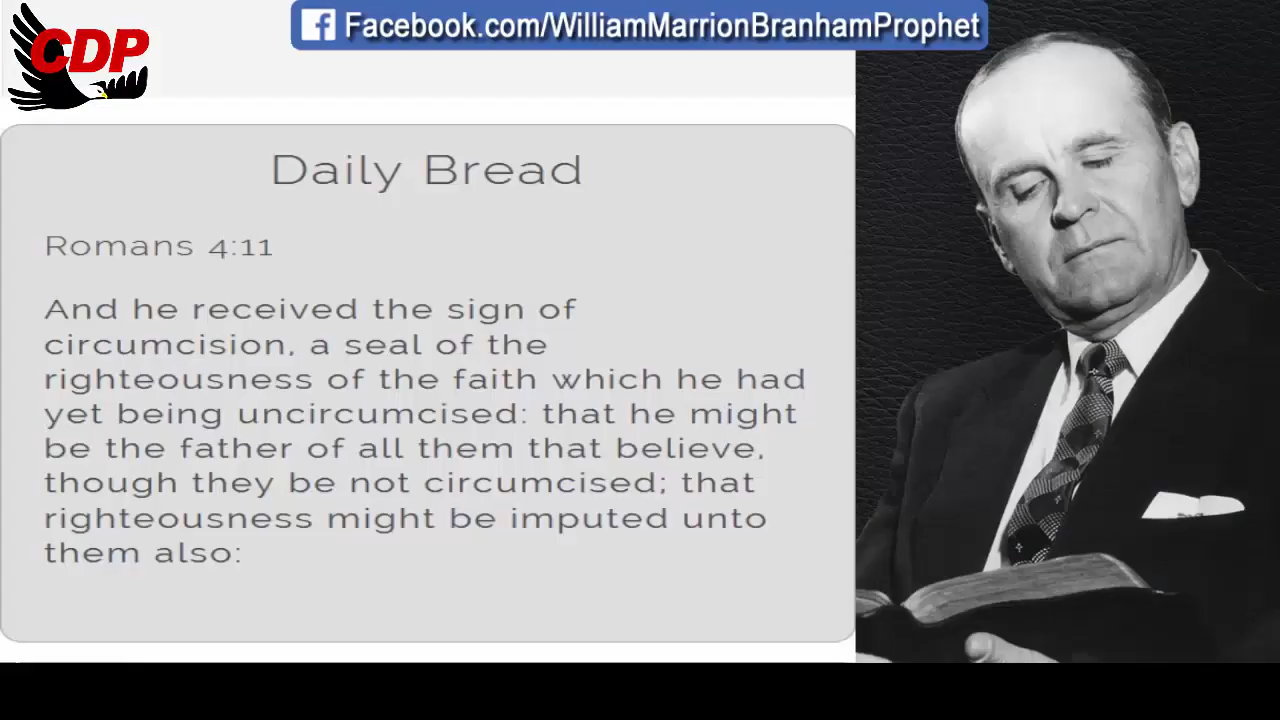 CDP
Facebook.com/WilliamMarrionBranhamProphet
Daily Bread
Romans 4:11
And he received the sign of
circumcision, a seal of the
righteousness of the faith which he had
yet being uncircumcised: that he might
be the father of all them that believe,
though they be not circumcised; that
righteousness might be imputed unto
them also: